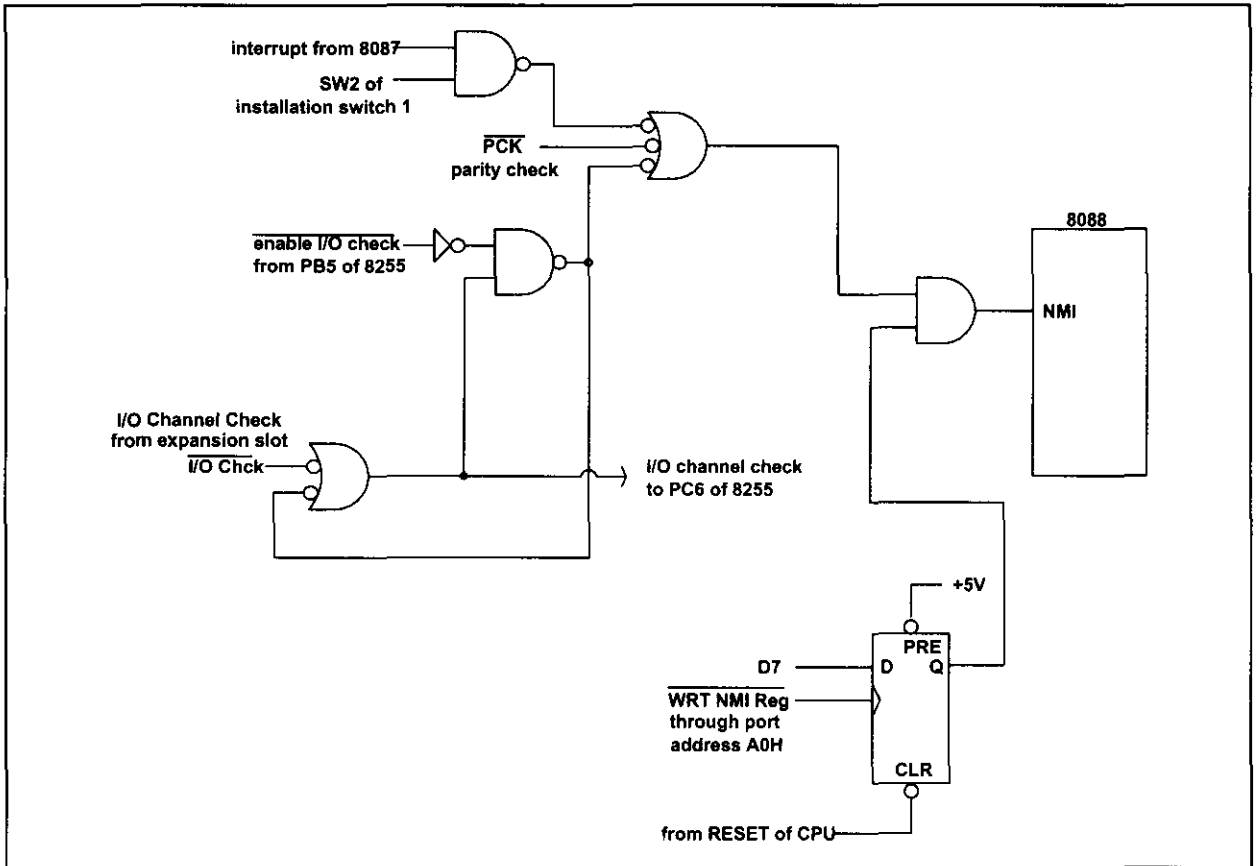 interrupt from 8087
SW2 of
installation switch 1
PCK
parity check
enable I/O check
from PB5 of 8255
8088
NMI
I/O Channel Check
from expansion slot
I/O Chck
I/O channel check
to PC6 of 8255
+5V
PRE
D7
D
Q
WRT NMI Reg
through port
address A0H
CLR
from RESET of CPU